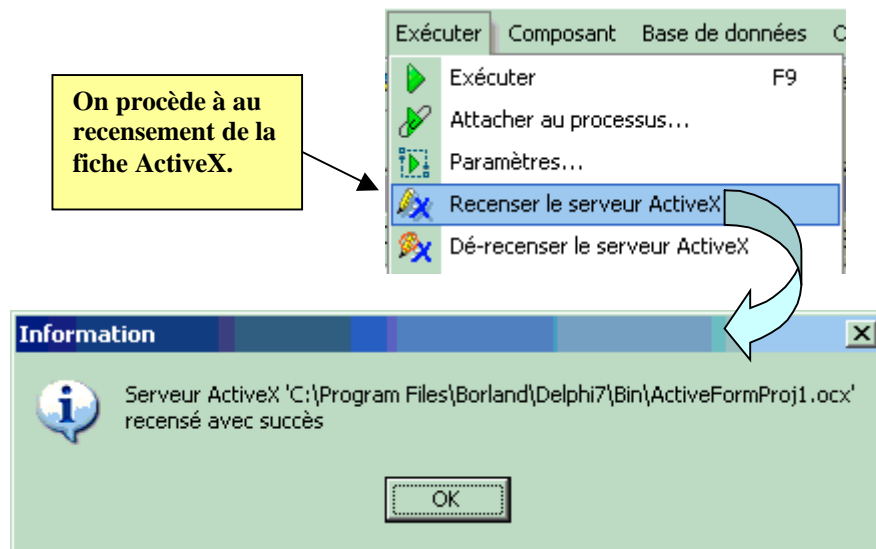 Exécuter Composant Base de données
Exécuter F9
Attacher au processus...
Paramètres...
Recenser le serveur ActiveX
Dé-recenser le serveur ActiveX
On procède à au
recensement de la
fiche ActiveX.
Information
Serveur ActiveX 'C:\Program Files\Borland\Delphi7\Bin\ActiveFormProj1.ocx'
recensé avec succès
OK